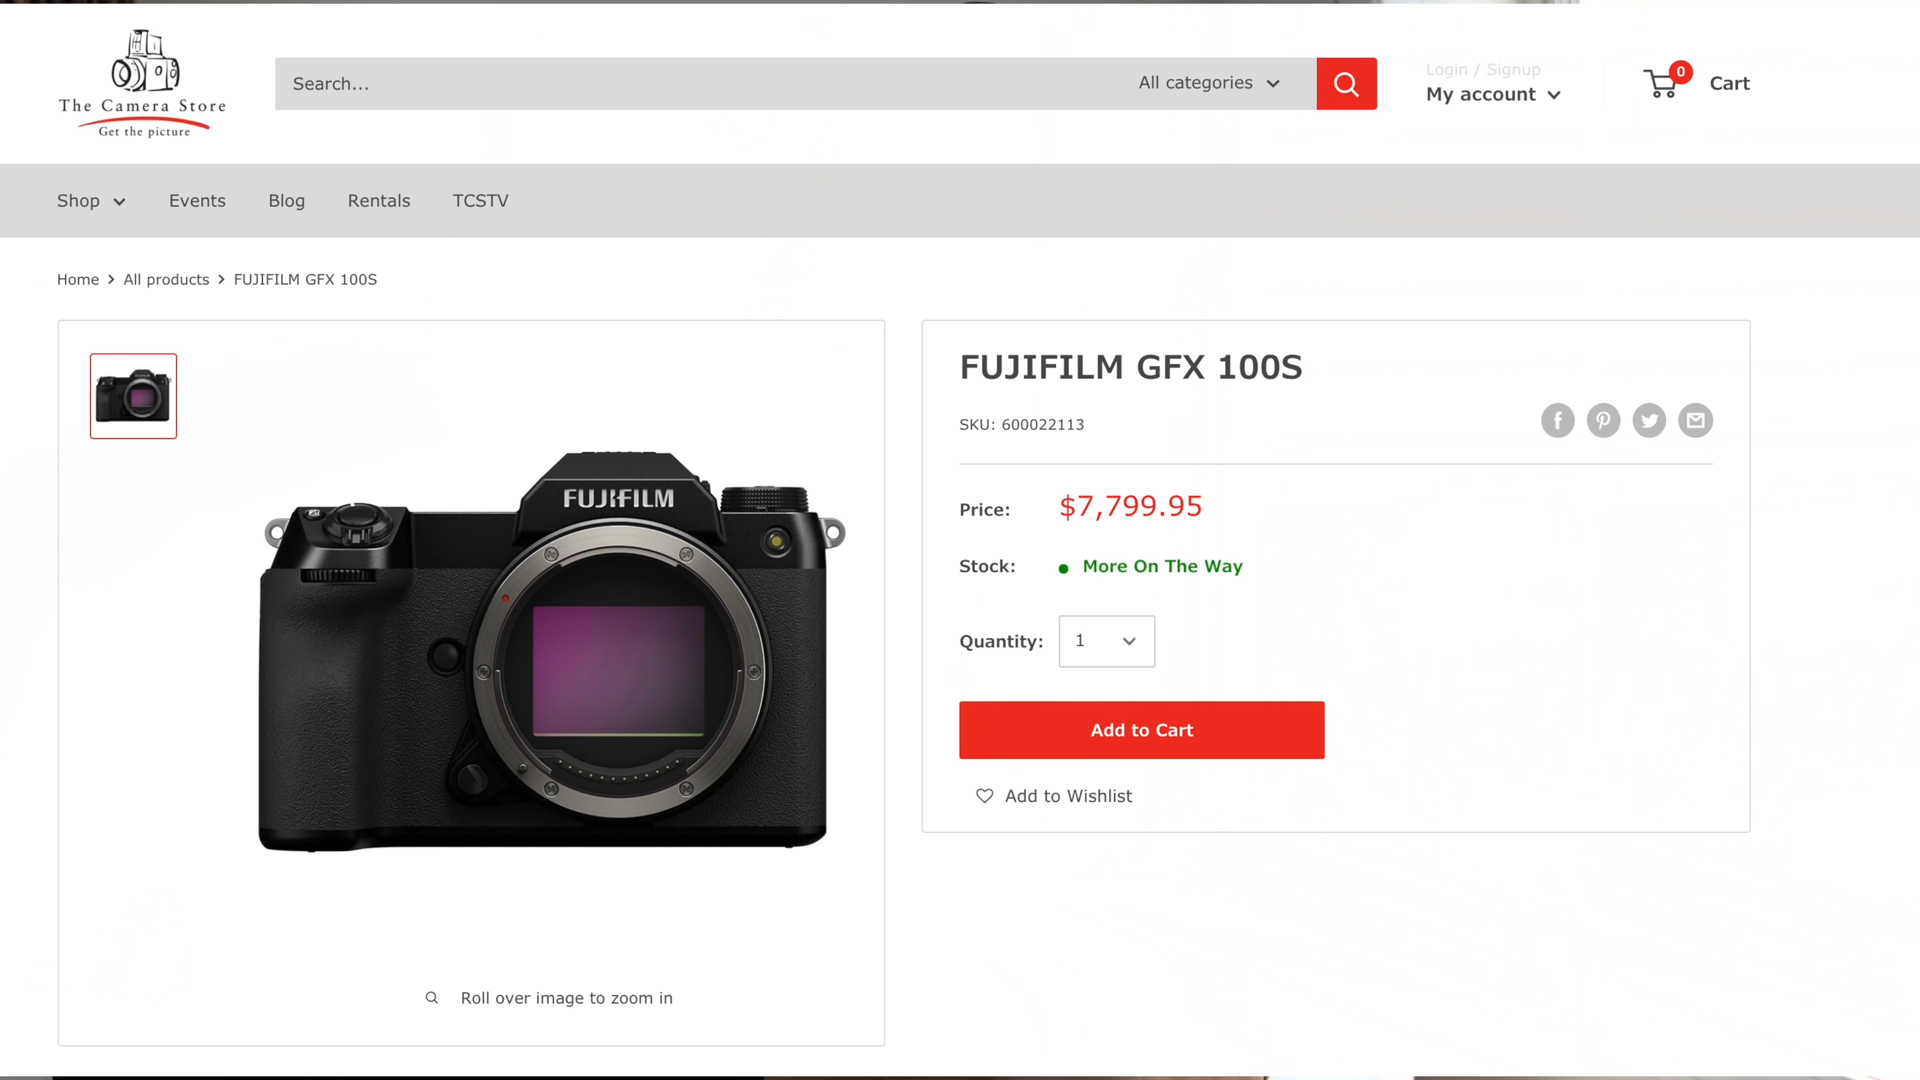 The Camera Store
Get the picture
Search...
All categories
Login / Signup
My account
0
Cart
Shop
Events
Blog
Rentals
TCSTV
Home > All products > FUJIFILM GFX 100S
FUJIFILM
Roll over image to zoom in
FUJIFILM GFX 100S
SKU: 600022113
Price: $7,799.95
Stock: More On The Way
Quantity: 1
Add to Cart
Add to Wishlist